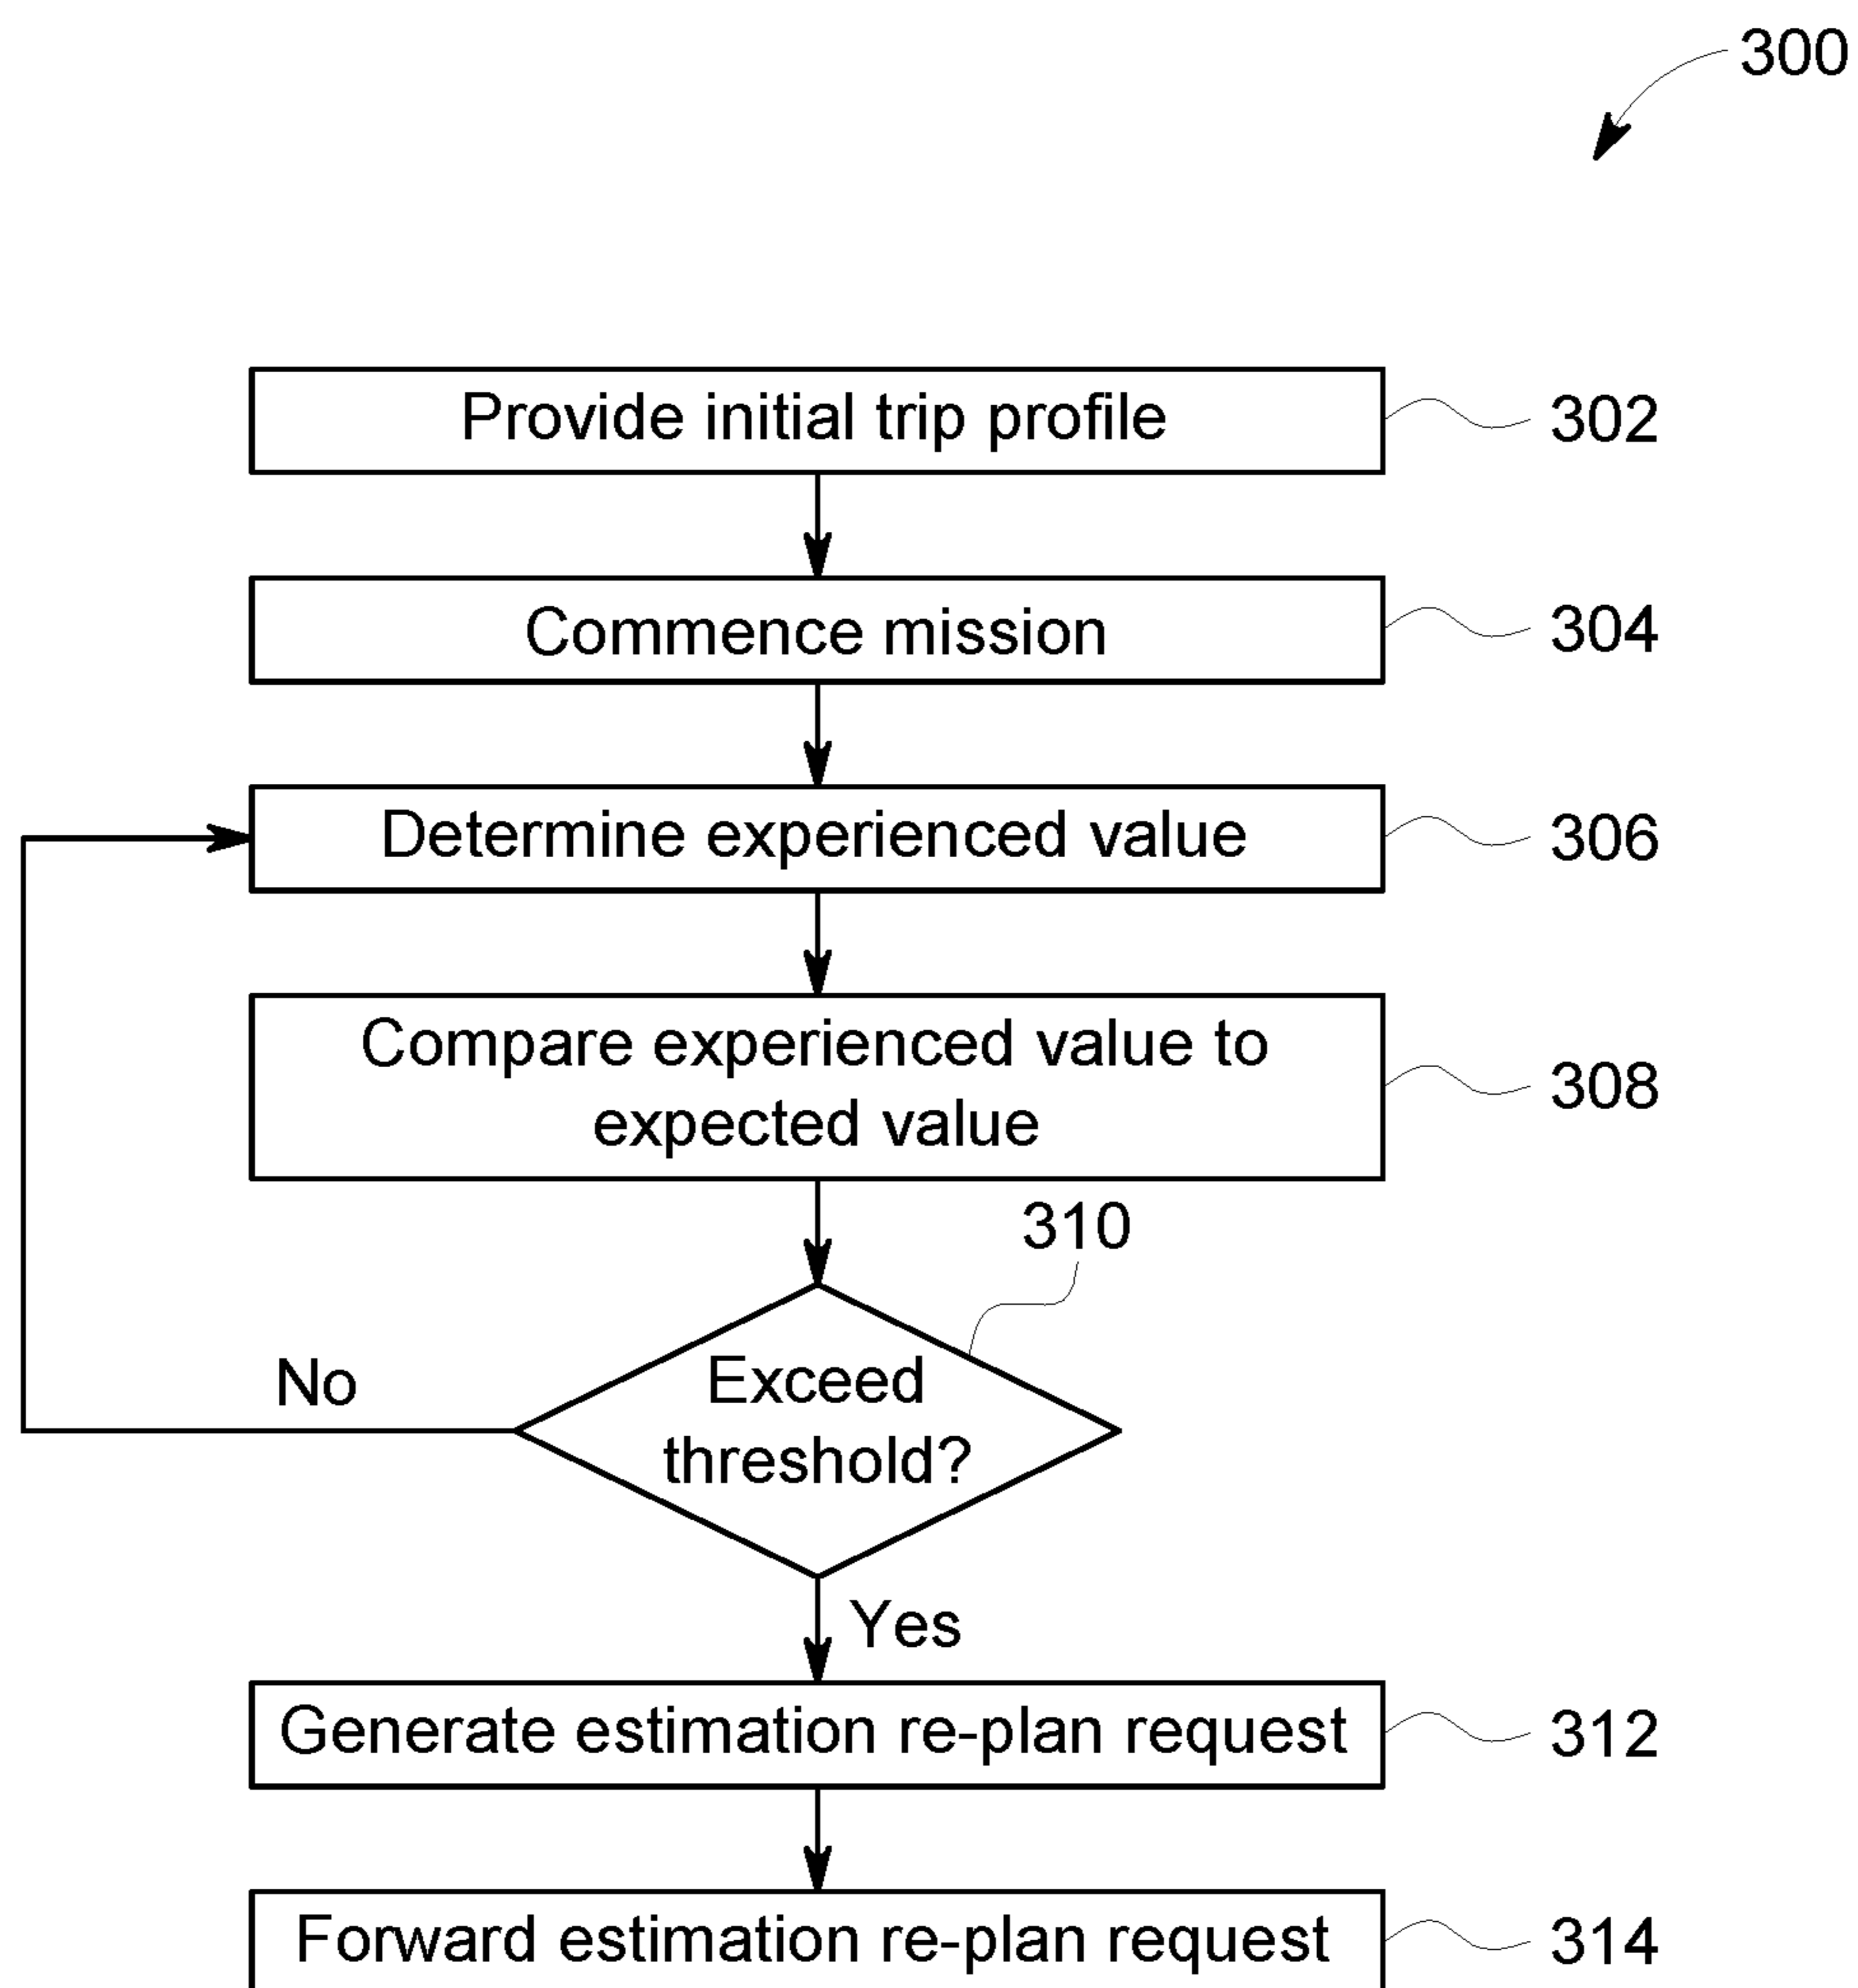 300
Provide initial trip profile
302
Commence mission
304
Determine experienced value
306
Compare experienced value to
expected value
308
310
Exceed
threshold?
No
Yes
Generate estimation re-plan request
312
Forward estimation re-plan request
314